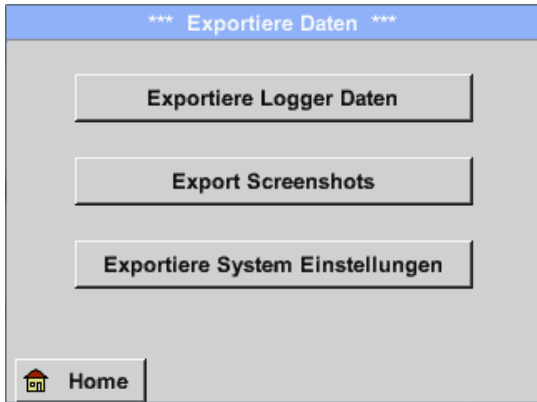 *** Exportiere Daten ***
Exportiere Logger Daten
Export Screenshots
Exportiere System Einstellungen
Home